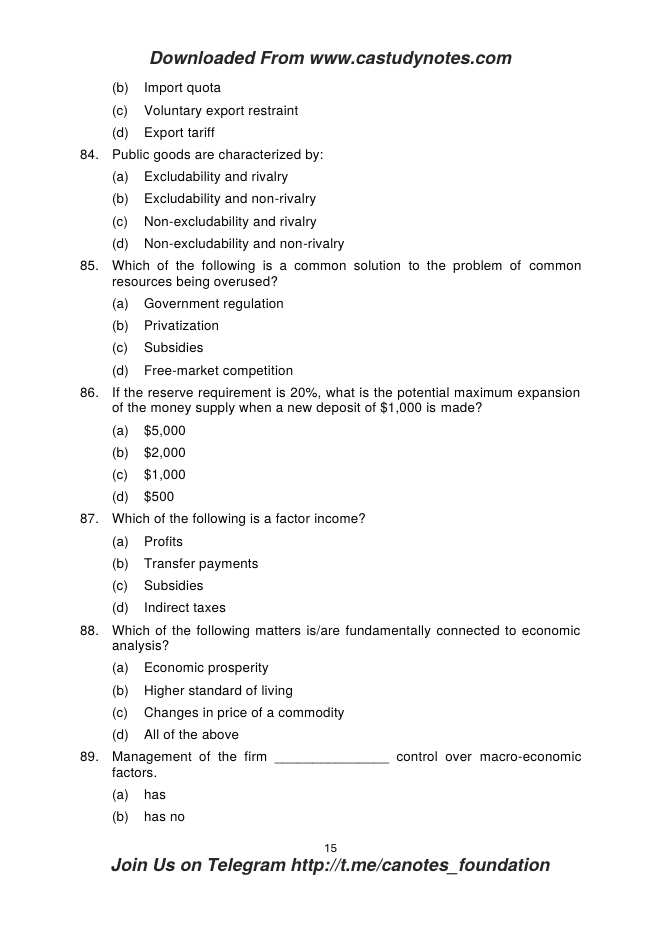 Downloaded From www.castudynotes.com
(b) Import quota
(c) Voluntary export restraint
(d) Export tariff
84. Public goods are characterized by:
(a) Excludability and rivalry
(b) Excludability and non-rivalry
(c) Non-excludability and rivalry
(d) Non-excludability and non-rivalry
85. Which of the following is a common solution to the problem of common
resources being overused?
(a) Government regulation
(b) Privatization
(c) Subsidies
(d) Free-market competition
86. If the reserve requirement is 20%, what is the potential maximum expansion
of the money supply when a new deposit of $1,000 is made?
(a) $5,000
(b) $2,000
(c) $1,000
(d) $500
87. Which of the following is a factor income?
(a) Profits
(b) Transfer payments
(c) Subsidies
(d) Indirect taxes
88. Which of the following matters is/are fundamentally connected to economic
analysis?
(a) Economic prosperity
(b) Higher standard of living
(c) Changes in price of a commodity
(d) All of the above
89. Management of the firm _______________ control over macro-economic
factors.
(a) has
(b) has no
15
Join Us on Telegram http://t.me/canotes_foundation